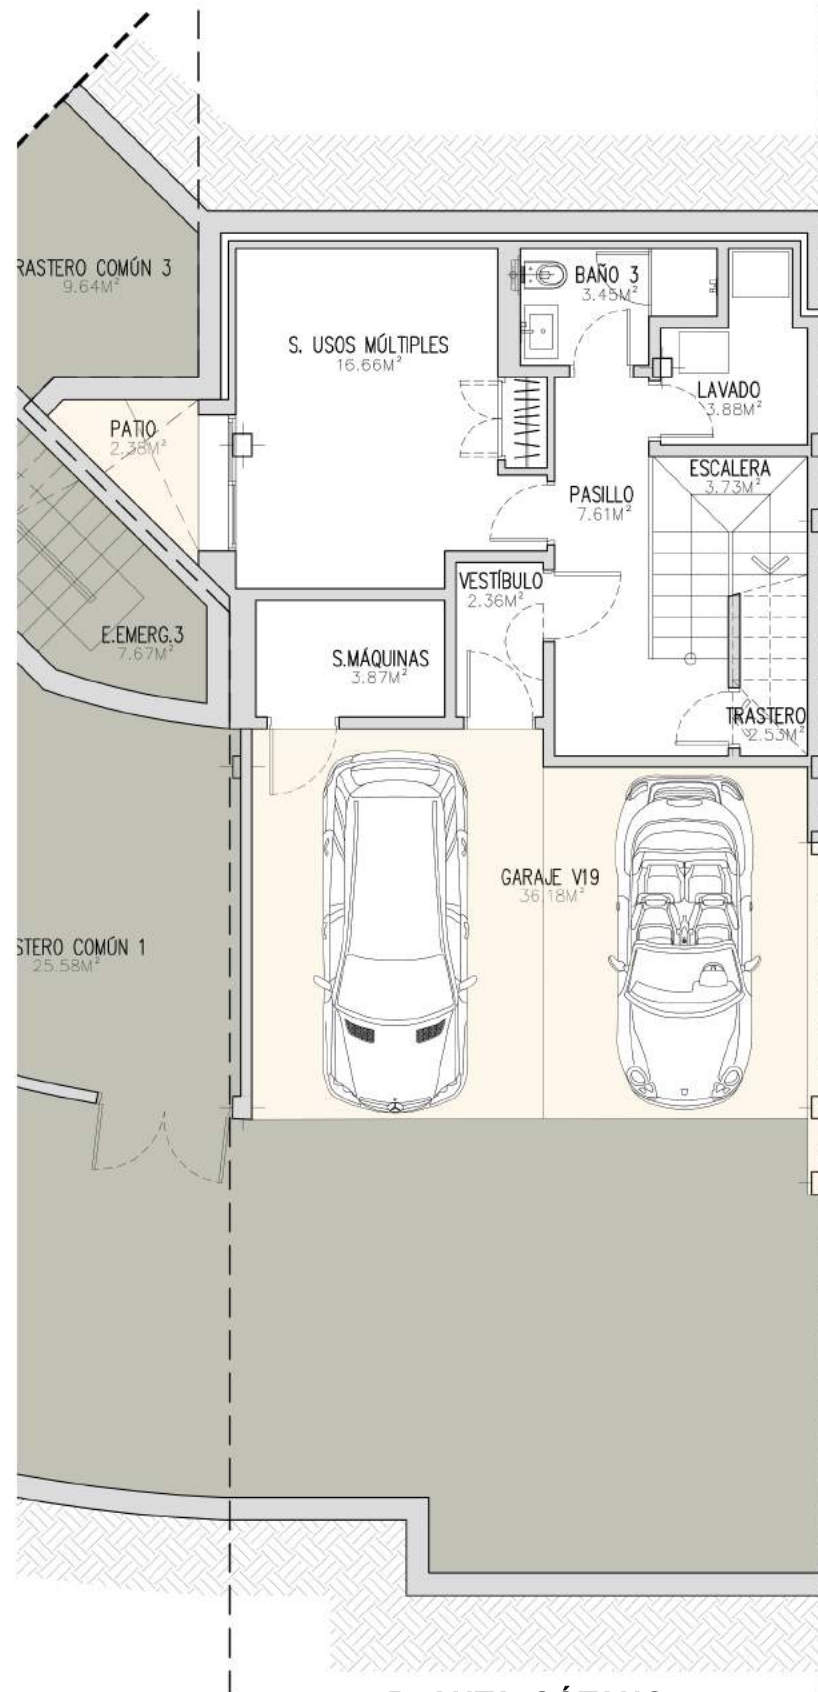 RASTERO COMÚN 3
9.64M²
S. USOS MÚLTIPLES
16.66M²
BAÑO 3
3.45M²
LAVADO
3.88M²
PATIO
2.38M²
ESCALERA
3.73M²
PASILLO
7.61M²
VESTÍBULO
2.36M²
E.EMERG.3
7.67M²
S.MÁQUINAS
3.87M²
TRASTERO
2.53M²
GARAJE V19
36.18M²
STERO COMÚN 1
25.58M²